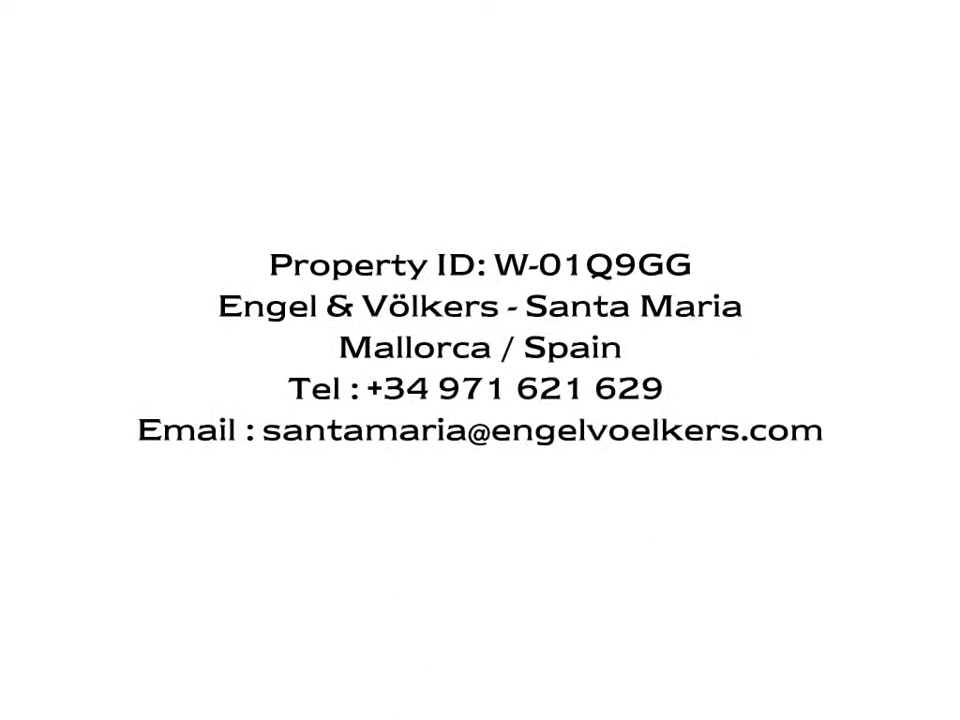 Property ID: W-01Q9GG
Engel & Völkers - Santa Maria
Mallorca / Spain
Tel : +34 971 621 629
Email : santamaria@engelvoelkers.com